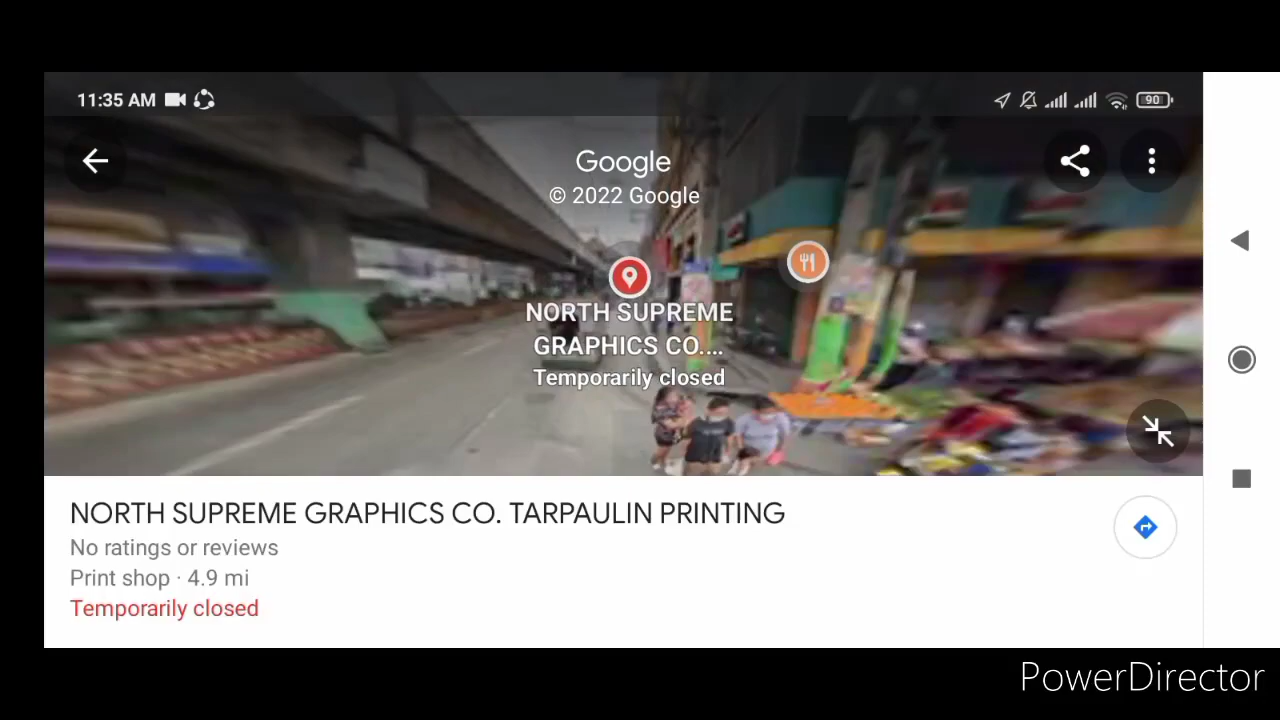 11:35 AM
90
Google
© 2022 Google
NORTH SUPREME
GRAPHICS CO....
Temporarily closed
NORTH SUPREME GRAPHICS CO. TARPAULIN PRINTING
No ratings or reviews
Print shop · 4.9 mi
Temporarily closed
PowerDirector